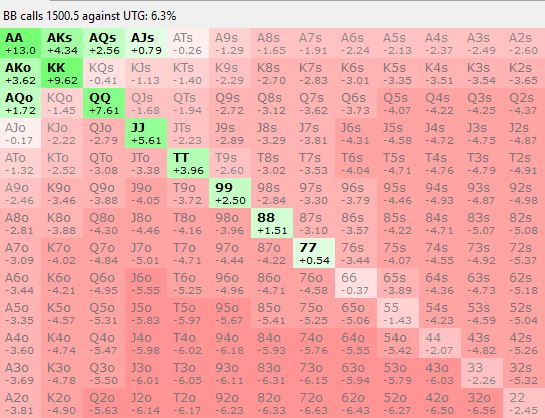 BB calls 1500.5 against UTG: 6.3%
AA AKs AQs AJs ATs A9s A8s A7s A6s A5s A4s A3s A2s
+13.0 +4.34 +2.56 +0.79 -0.26 -1.29 -1.65 -1.91 -2.24 -2.13 -2.37 -2.49 -2.60
AKo KK KQs KJs KTs K9s K8s K7s K6s K5s K4s K3s K2s
+3.62 +9.62 -0.41 -1.13 -1.40 -2.29 -2.70 -2.83 -3.01 -3.35 -3.51 -3.54 -3.65
AQo KQo QQ QJs QTs Q9s Q8s Q7s Q6s Q5s Q4s Q3s Q2s
+1.72 -1.45 +7.61 -1.68 -1.94 -2.72 -3.12 -3.62 -3.73 -4.07 -4.22 -4.25 -4.37
AJo KJo QJo JJ JTs J9s J8s J7s J6s J5s J4s J3s J2s
-0.17 -2.22 -2.79 +5.61 -2.23 -2.89 -3.29 -3.81 -4.31 -4.58 -4.72 -4.75 -4.87
ATo KTo QTo JTo TT T9s T8s T7s T6s T5s T4s T3s T2s
-1.32 -2.52 -3.08 -3.38 +3.96 -2.60 -3.02 -3.53 -4.04 -4.71 -4.76 -4.79 -4.91
A9o K9o Q9o J9o T9o 99 98s 97s 96s 95s 94s 93s 92s
-2.46 -3.46 -3.88 -4.05 -3.72 +2.50 -2.84 -3.30 -3.79 -4.46 -4.93 -4.87 -4.98
A8o K8o Q8o J8o T8o 98o 88 87s 86s 85s 84s 83s 82s
-2.81 -3.88 -4.30 -4.46 -4.16 -3.96 +1.51 -3.10 -3.57 -4.22 -4.71 -5.07 -5.08
A7o K7o Q7o J7o T7o 97o 87o 77 76s 75s 74s 73s 72s
-3.09 -4.02 -4.84 -5.01 -4.71 -4.44 -4.22 +0.54 -3.44 -4.07 -4.55 -4.92 -5.37
A6o K6o Q6o J6o T6o 96o 86o 76o 66 65s 64s 63s 62s
-3.44 -4.21 -4.95 -5.55 -5.25 -4.96 -4.71 -4.58 -0.37 -3.89 -4.36 -4.73 -5.18
A5o K5o Q5o J5o T5o 95o 85o 75o 65o 55 54s 53s 52s
-3.35 -4.57 -5.31 -5.83 -5.97 -5.67 -5.41 -5.25 -5.06 -1.43 -4.23 -4.59 -5.04
A4o K4o Q4o J4o T4o 94o 84o 74o 64o 54o 44 43s 42s
-3.60 -4.74 -5.47 -5.98 -6.02 -6.18 -5.93 -5.76 -5.55 -5.42 -2.07 -4.82 -5.26
A3o K3o Q3o J3o T3o 93o 83o 73o 63o 53o 43o 33 32s
-3.69 -4.78 -5.50 -6.01 -6.05 -6.11 -6.31 -6.15 -5.94 -5.79 -6.03 -2.26 -5.32
A2o K2o Q2o J2o T2o 92o 82o 72o 62o 52o 42o 32o 22
-3.81 -4.90 -5.63 -6.14 -6.17 -6.23 -6.33 -6.63 -6.43 -6.27 -6.50 -6.56 -2.45